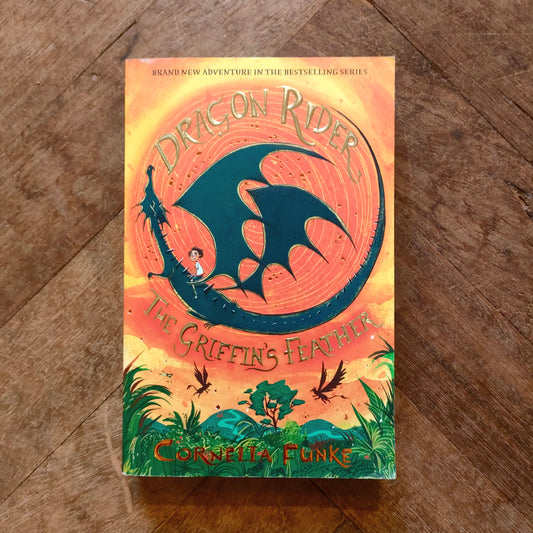 BRAND NEW ADVENTURE IN THE BESTSELLING SERIES
DRAGON RIDER
THE GRIFFIN'S FEATHER
CORNELIA FUNKE